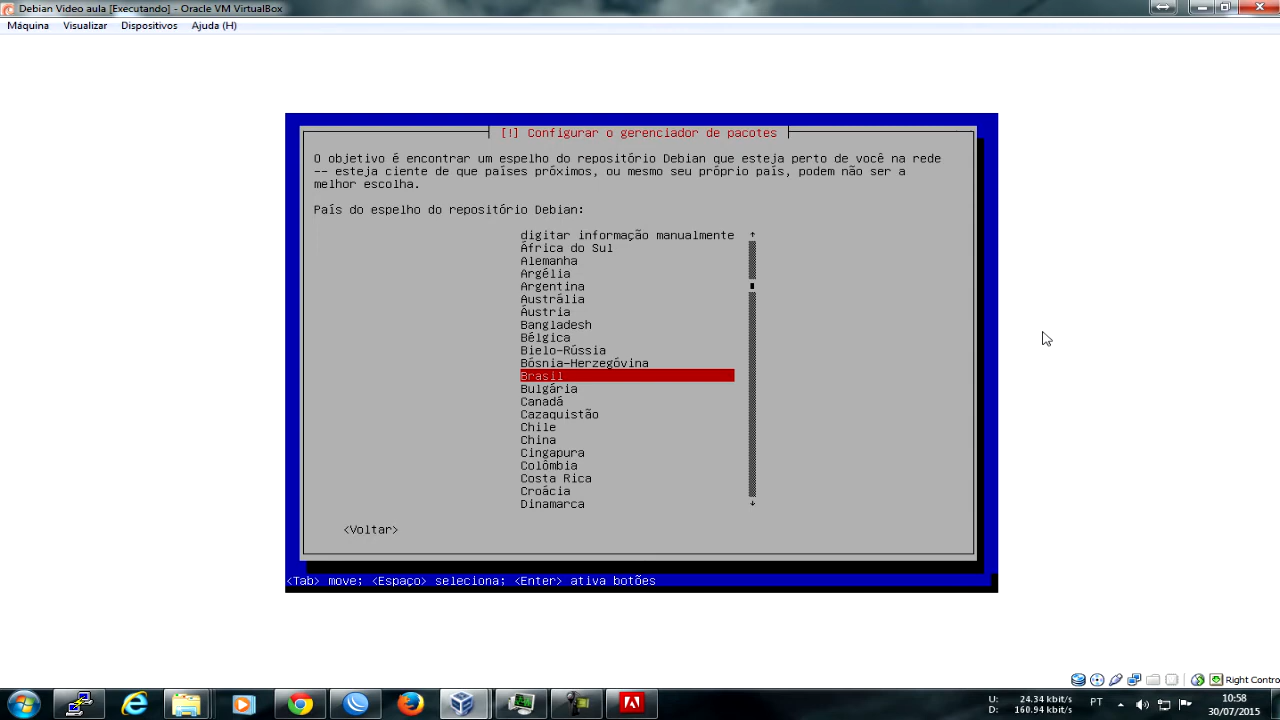 Debian Video aula [Executando] - Oracle VM VirtualBox
Máquina Visualizar Dispositivos Ajuda (H)
[!] Configurar o gerenciador de pacotes
O objetivo é encontrar um espelho do repositório Debian que esteja perto de você na rede
-- esteja ciente de que países próximos, ou mesmo seu próprio país, podem não ser a
melhor escolha.
País do espelho do repositório Debian:
digitar informação manualmente
África do Sul
Alemanha
Argélia
Argentina
Austrália
Áustria
Bangladesh
Bélgica
Bielo-Rússia
Bósnia-Herzegóvina
Brasil
Bulgária
Canadá
Cazaquistão
Chile
China
Cingapura
Colômbia
Costa Rica
Croácia
Dinamarca
<Voltar>
<Tab> move; <Espaço> seleciona; <Enter> ativa botões
Right Contro
U: 24.34 kbit/s
D: 160.94 kbit/s
PT
10:58
30/07/2015